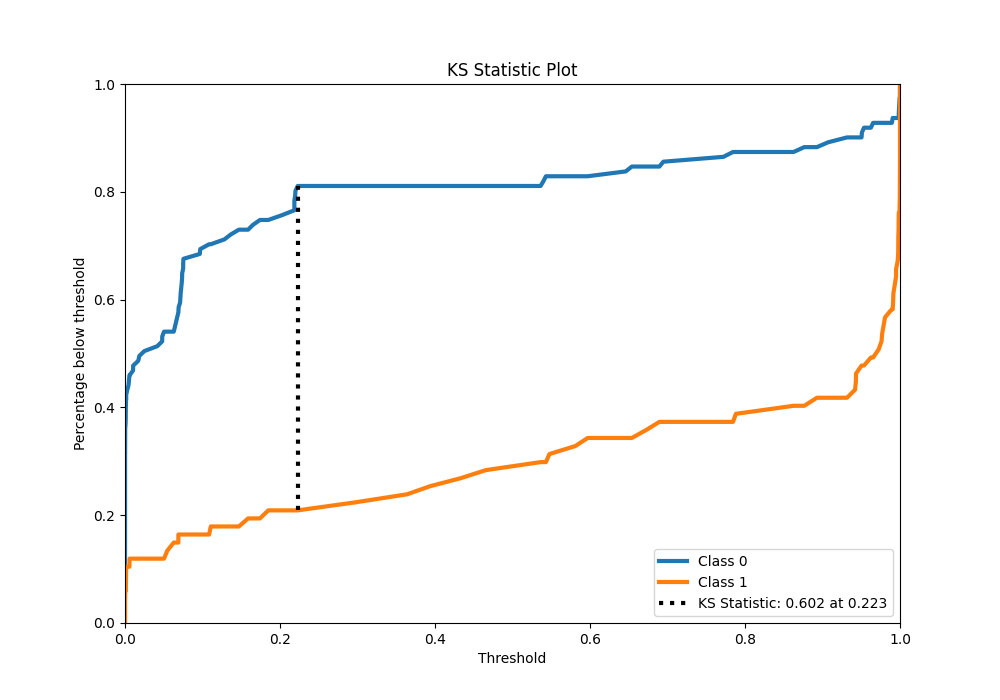 KS Statistic Plot
Percentage below threshold
1.0
0.8
0.6
0.4
0.2
0.0
0.0 0.2 0.4 0.6 0.8 1.0
Threshold
Class 0
Class 1
KS Statistic: 0.602 at 0.223